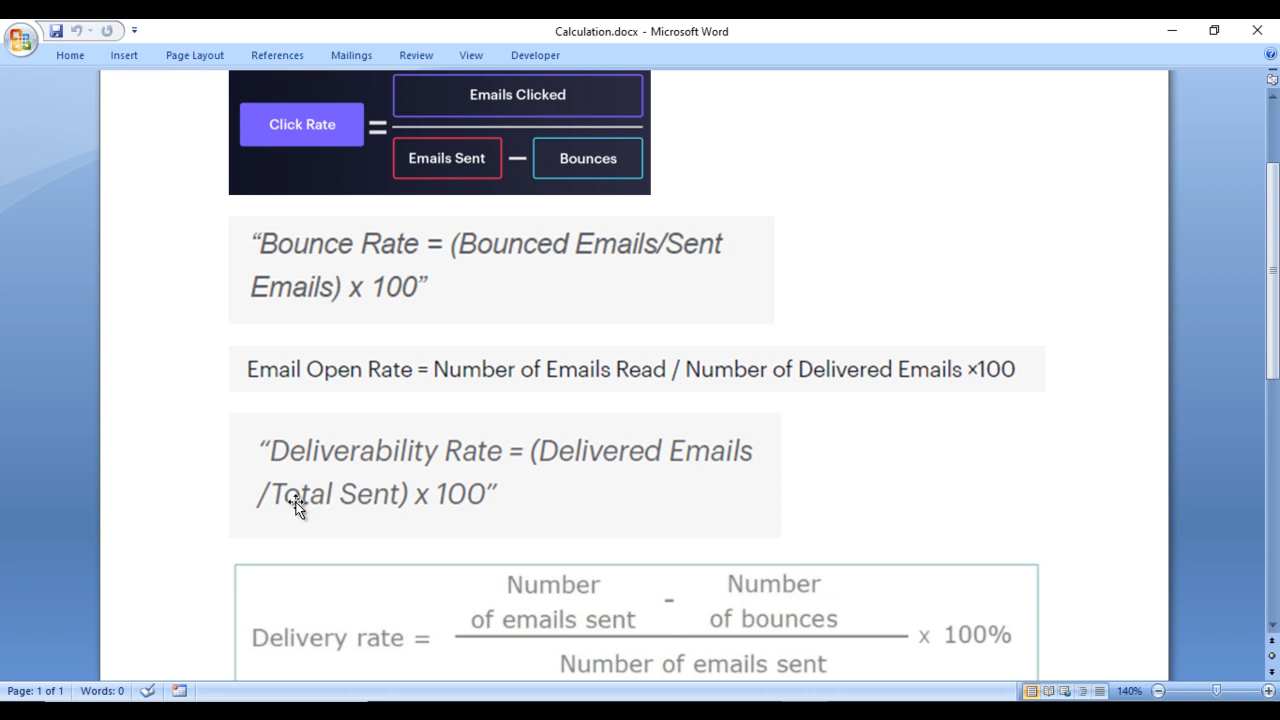 Calculation.docx - Microsoft Word
Home Insert Page Layout References Mailings Review View Developer
Emails Clicked
Click Rate =
Emails Sent — Bounces
“Bounce Rate = (Bounced Emails/Sent
Emails) x 100”
Email Open Rate = Number of Emails Read / Number of Delivered Emails ×100
“Deliverability Rate = (Delivered Emails
/Total Sent) x 100”
Number Number
of emails sent - of bounces
Delivery rate = x 100%
Number of emails sent
Page: 1 of 1 Words: 0 140%